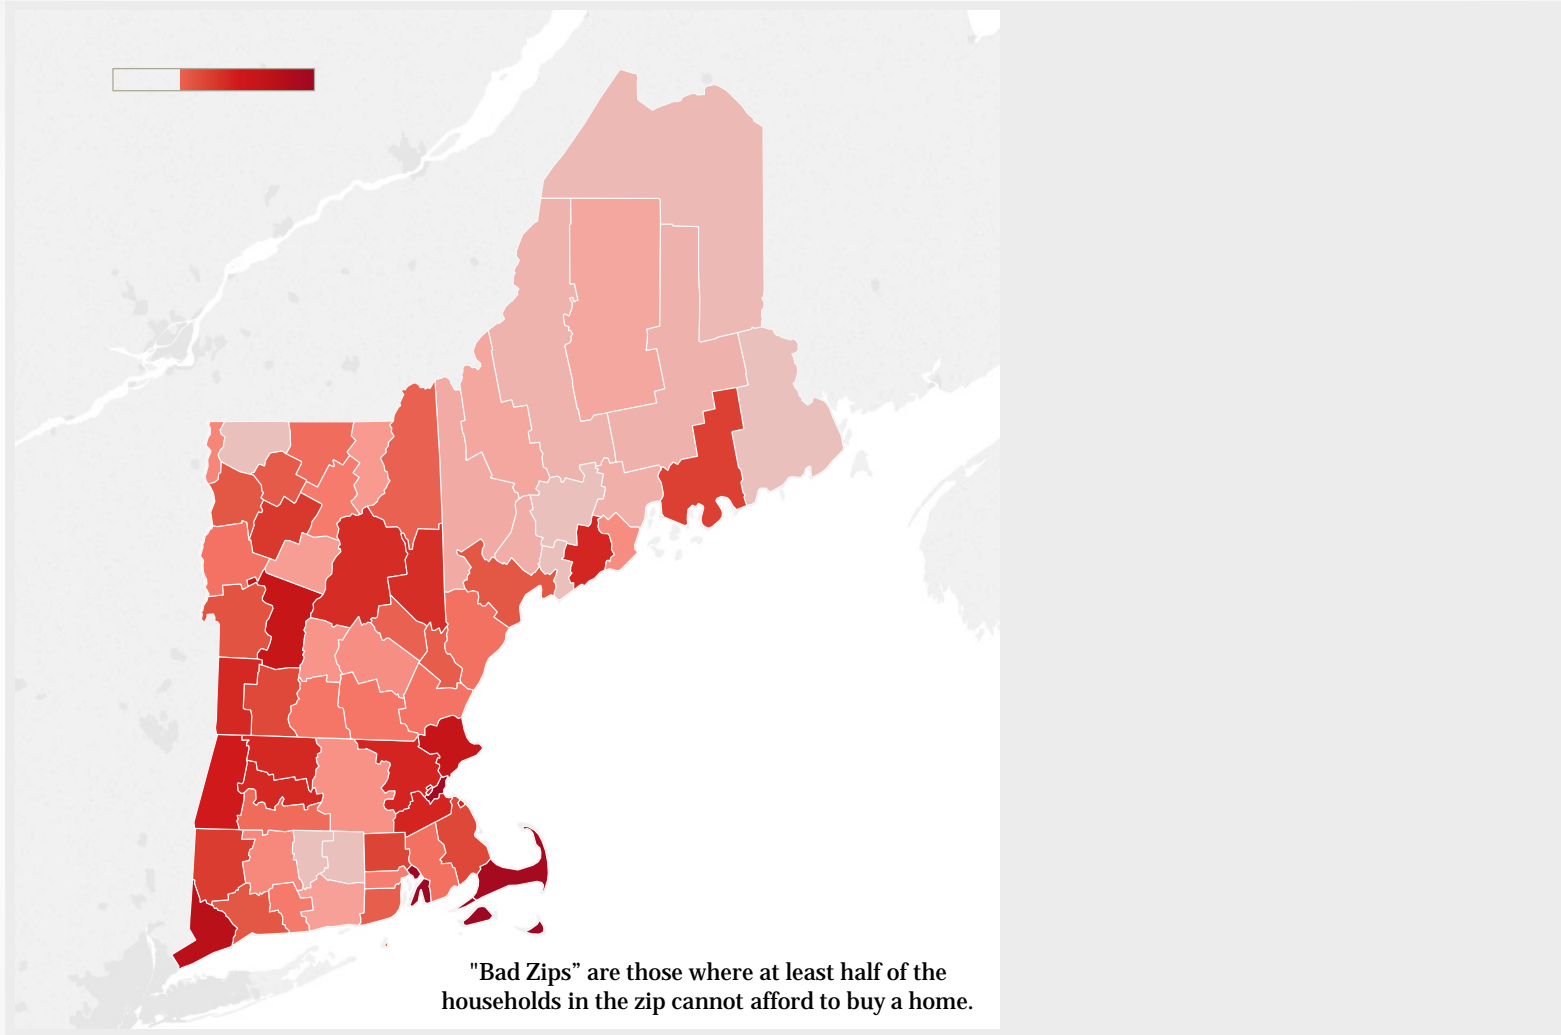 "Bad Zips” are those where at least half of the
households in the zip cannot afford to buy a home.